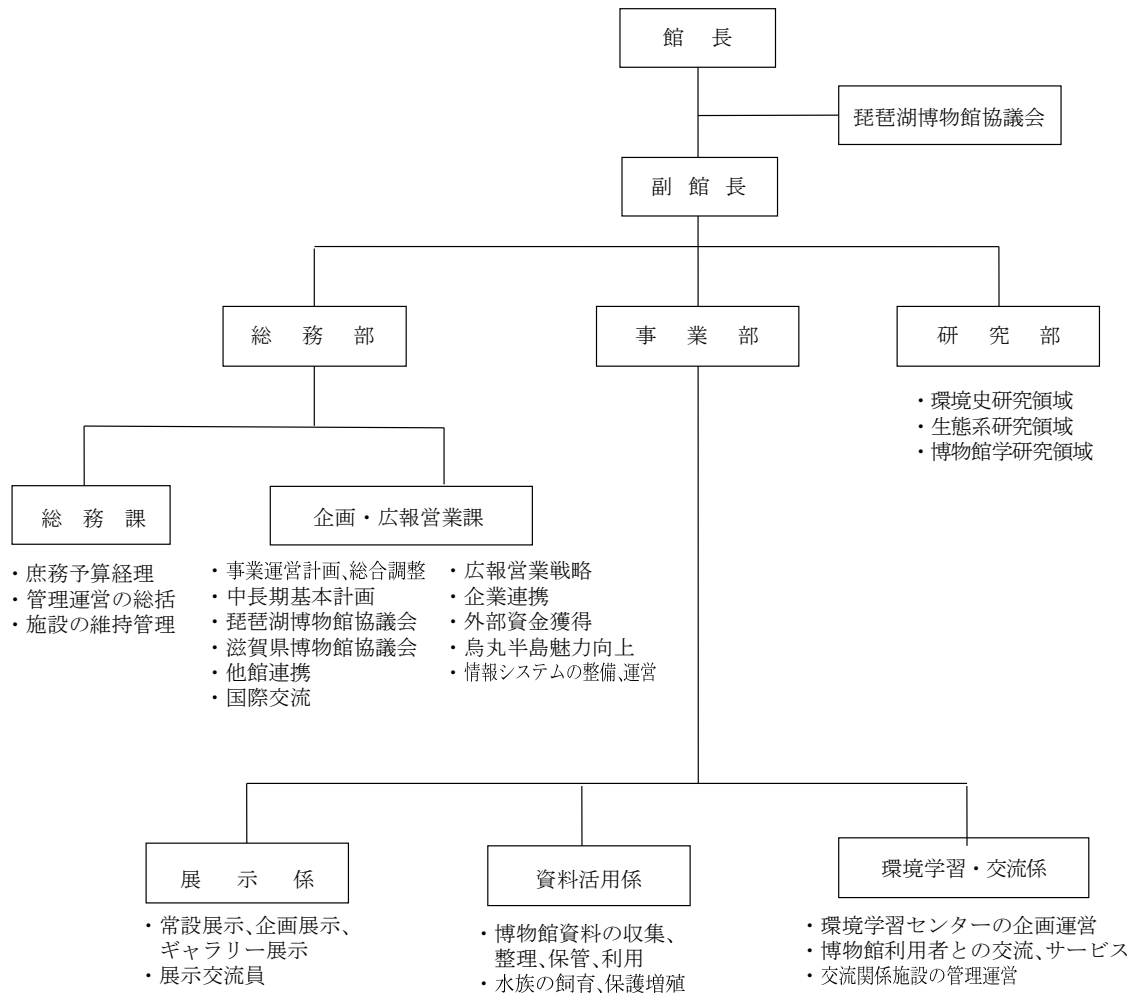 館　長
琵琶湖博物館協議会
副　館　長
総　務　部
事　業　部
研　究　部
・環境史研究領域
・生態系研究領域
・博物館学研究領域
総　務　課
・庶務予算経理
・管理運営の総括
・施設の維持管理
企画・広報営業課
・事業運営計画、総合調整
・中長期基本計画
・琵琶湖博物館協議会
・滋賀県博物館協議会
・他館連携
・国際交流
・広報営業戦略
・企業連携
・外部資金獲得
・烏丸半島魅力向上
・情報システムの整備、運営
展　示　係
・常設展示、企画展示、
ギャラリー展示
・展示交流員
資料活用係
・博物館資料の収集、
整理、保管、利用
・水族の飼育、保護増殖
環境学習・交流係
・環境学習センターの企画運営
・博物館利用者との交流、サービス
・交流関係施設の管理運営